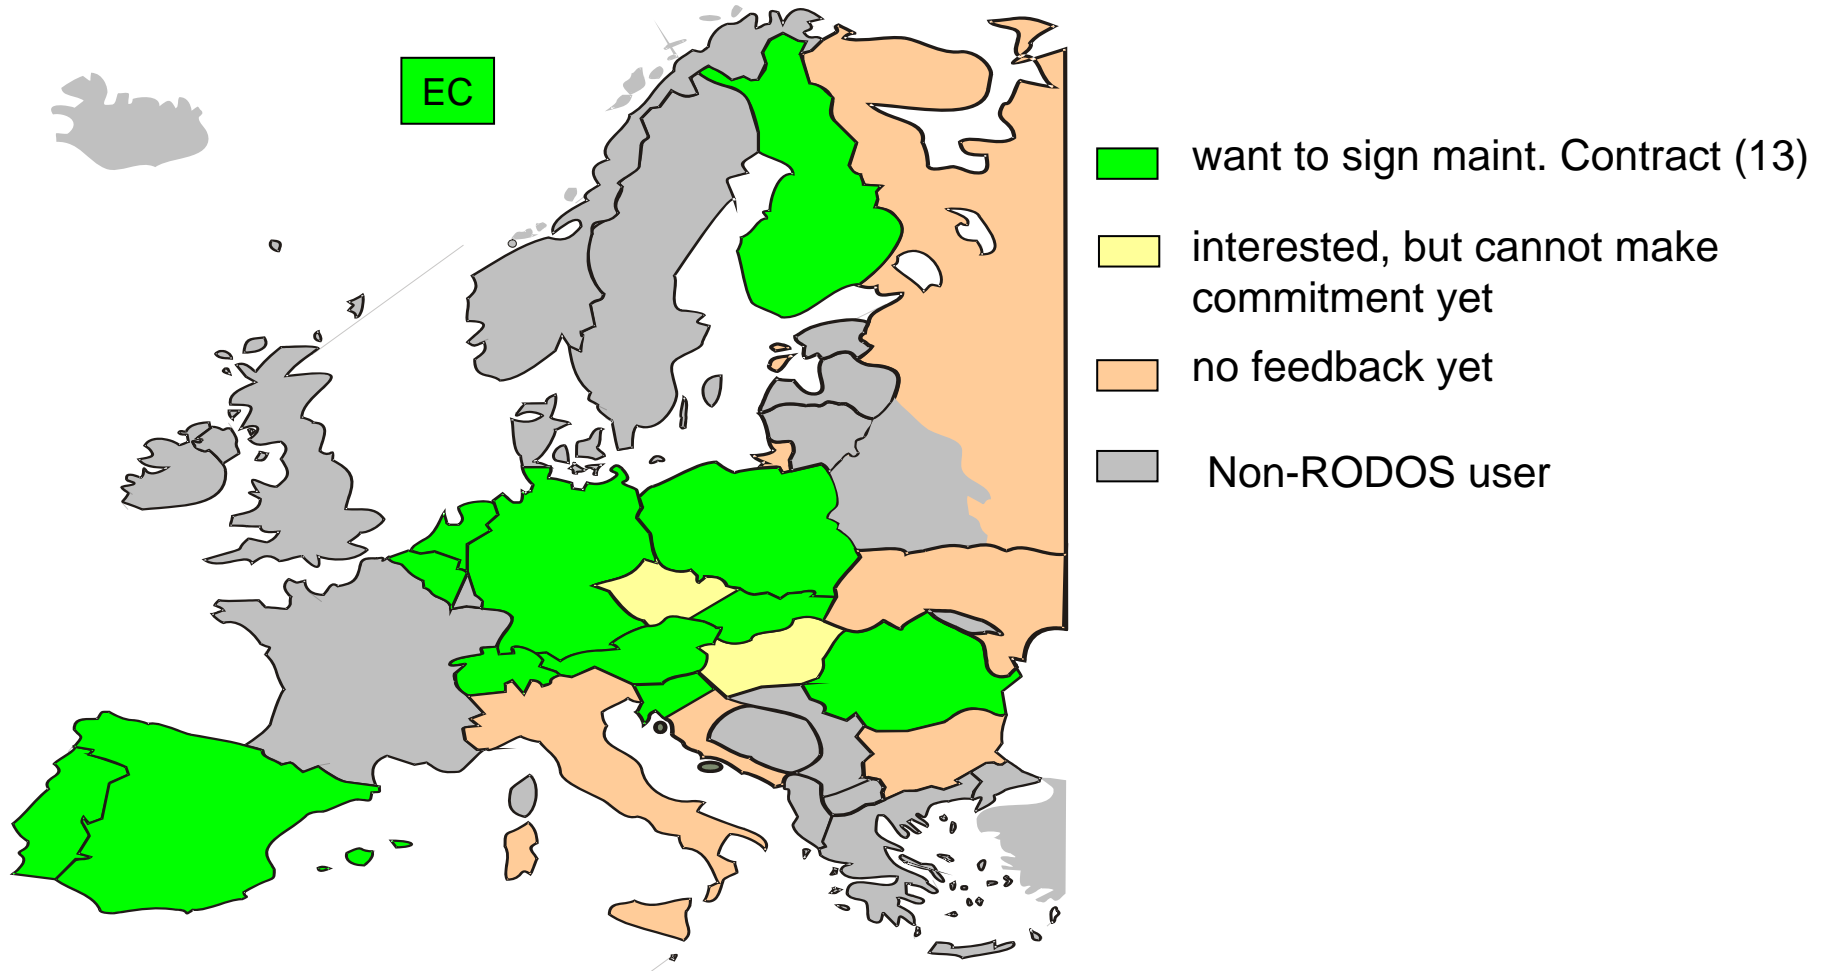 EC
want to sign maint. Contract (13)
interested, but cannot make
commitment yet
no feedback yet
Non-RODOS user